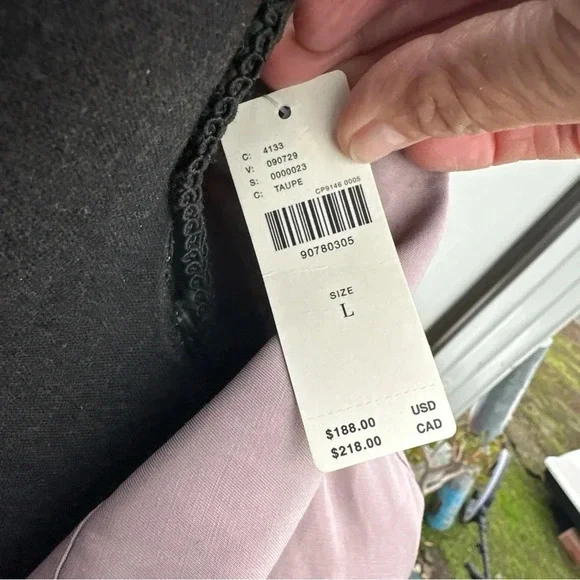 C: 4133
V: 090729
S: 0000023
C: TAUPE
CP9146 0005
90780305
SIZE
L
$188.00 USD
$218.00 CAD